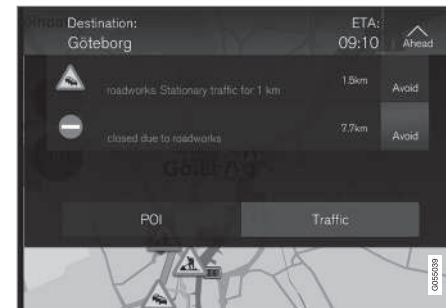 Destination:
Göteborg
ETA:
09:10
Ahead
roadworks. Stationary traffic for 1 km
1.5km
Avoid
closed due to roadworks
7.7km
Avoid
POI
Traffic
G055039